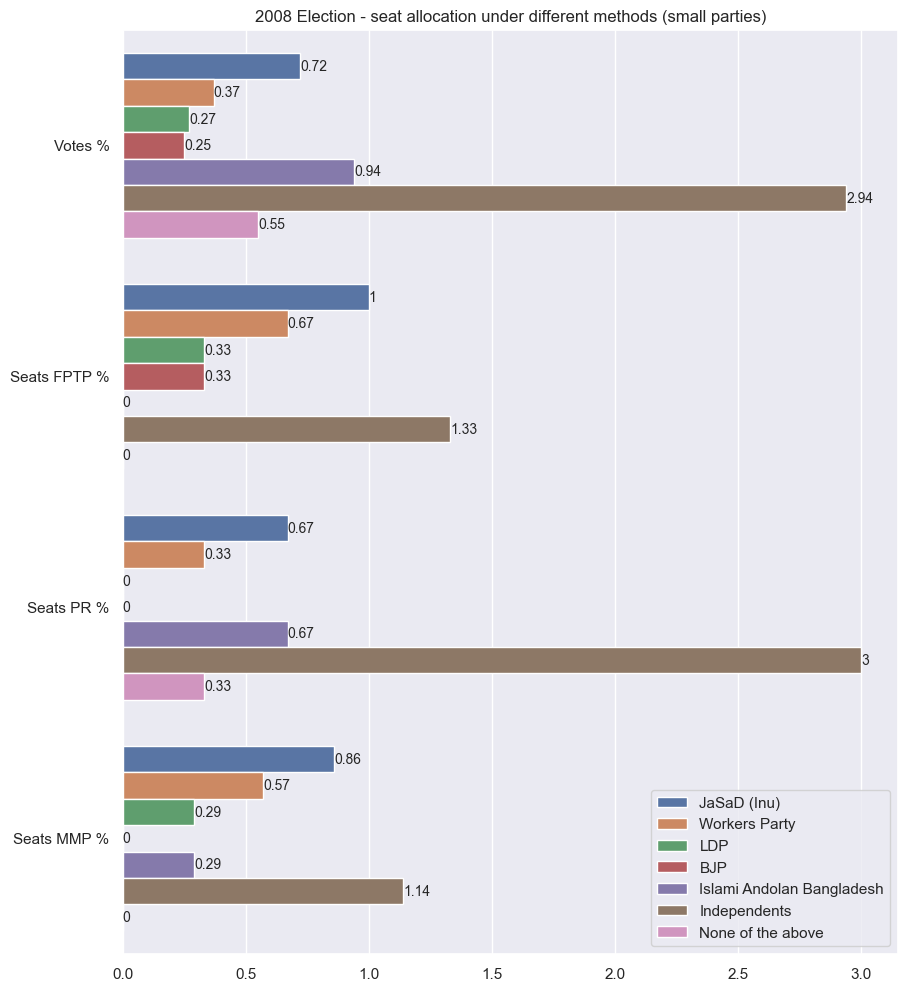 2008 Election - seat allocation under different methods (small parties)
Votes %
0.72
0.37
0.27
0.25
0.94
2.94
0.55
Seats FPTP %
1
0.67
0.33
0.33
0
1.33
0
Seats PR %
0.67
0.33
0
0
0.67
3
0.33
Seats MMP %
0.86
0.57
0.29
0
0.29
1.14
0
JaSaD (Inu)
Workers Party
LDP
BJP
Islami Andolan Bangladesh
Independents
None of the above
0.0 0.5 1.0 1.5 2.0 2.5 3.0